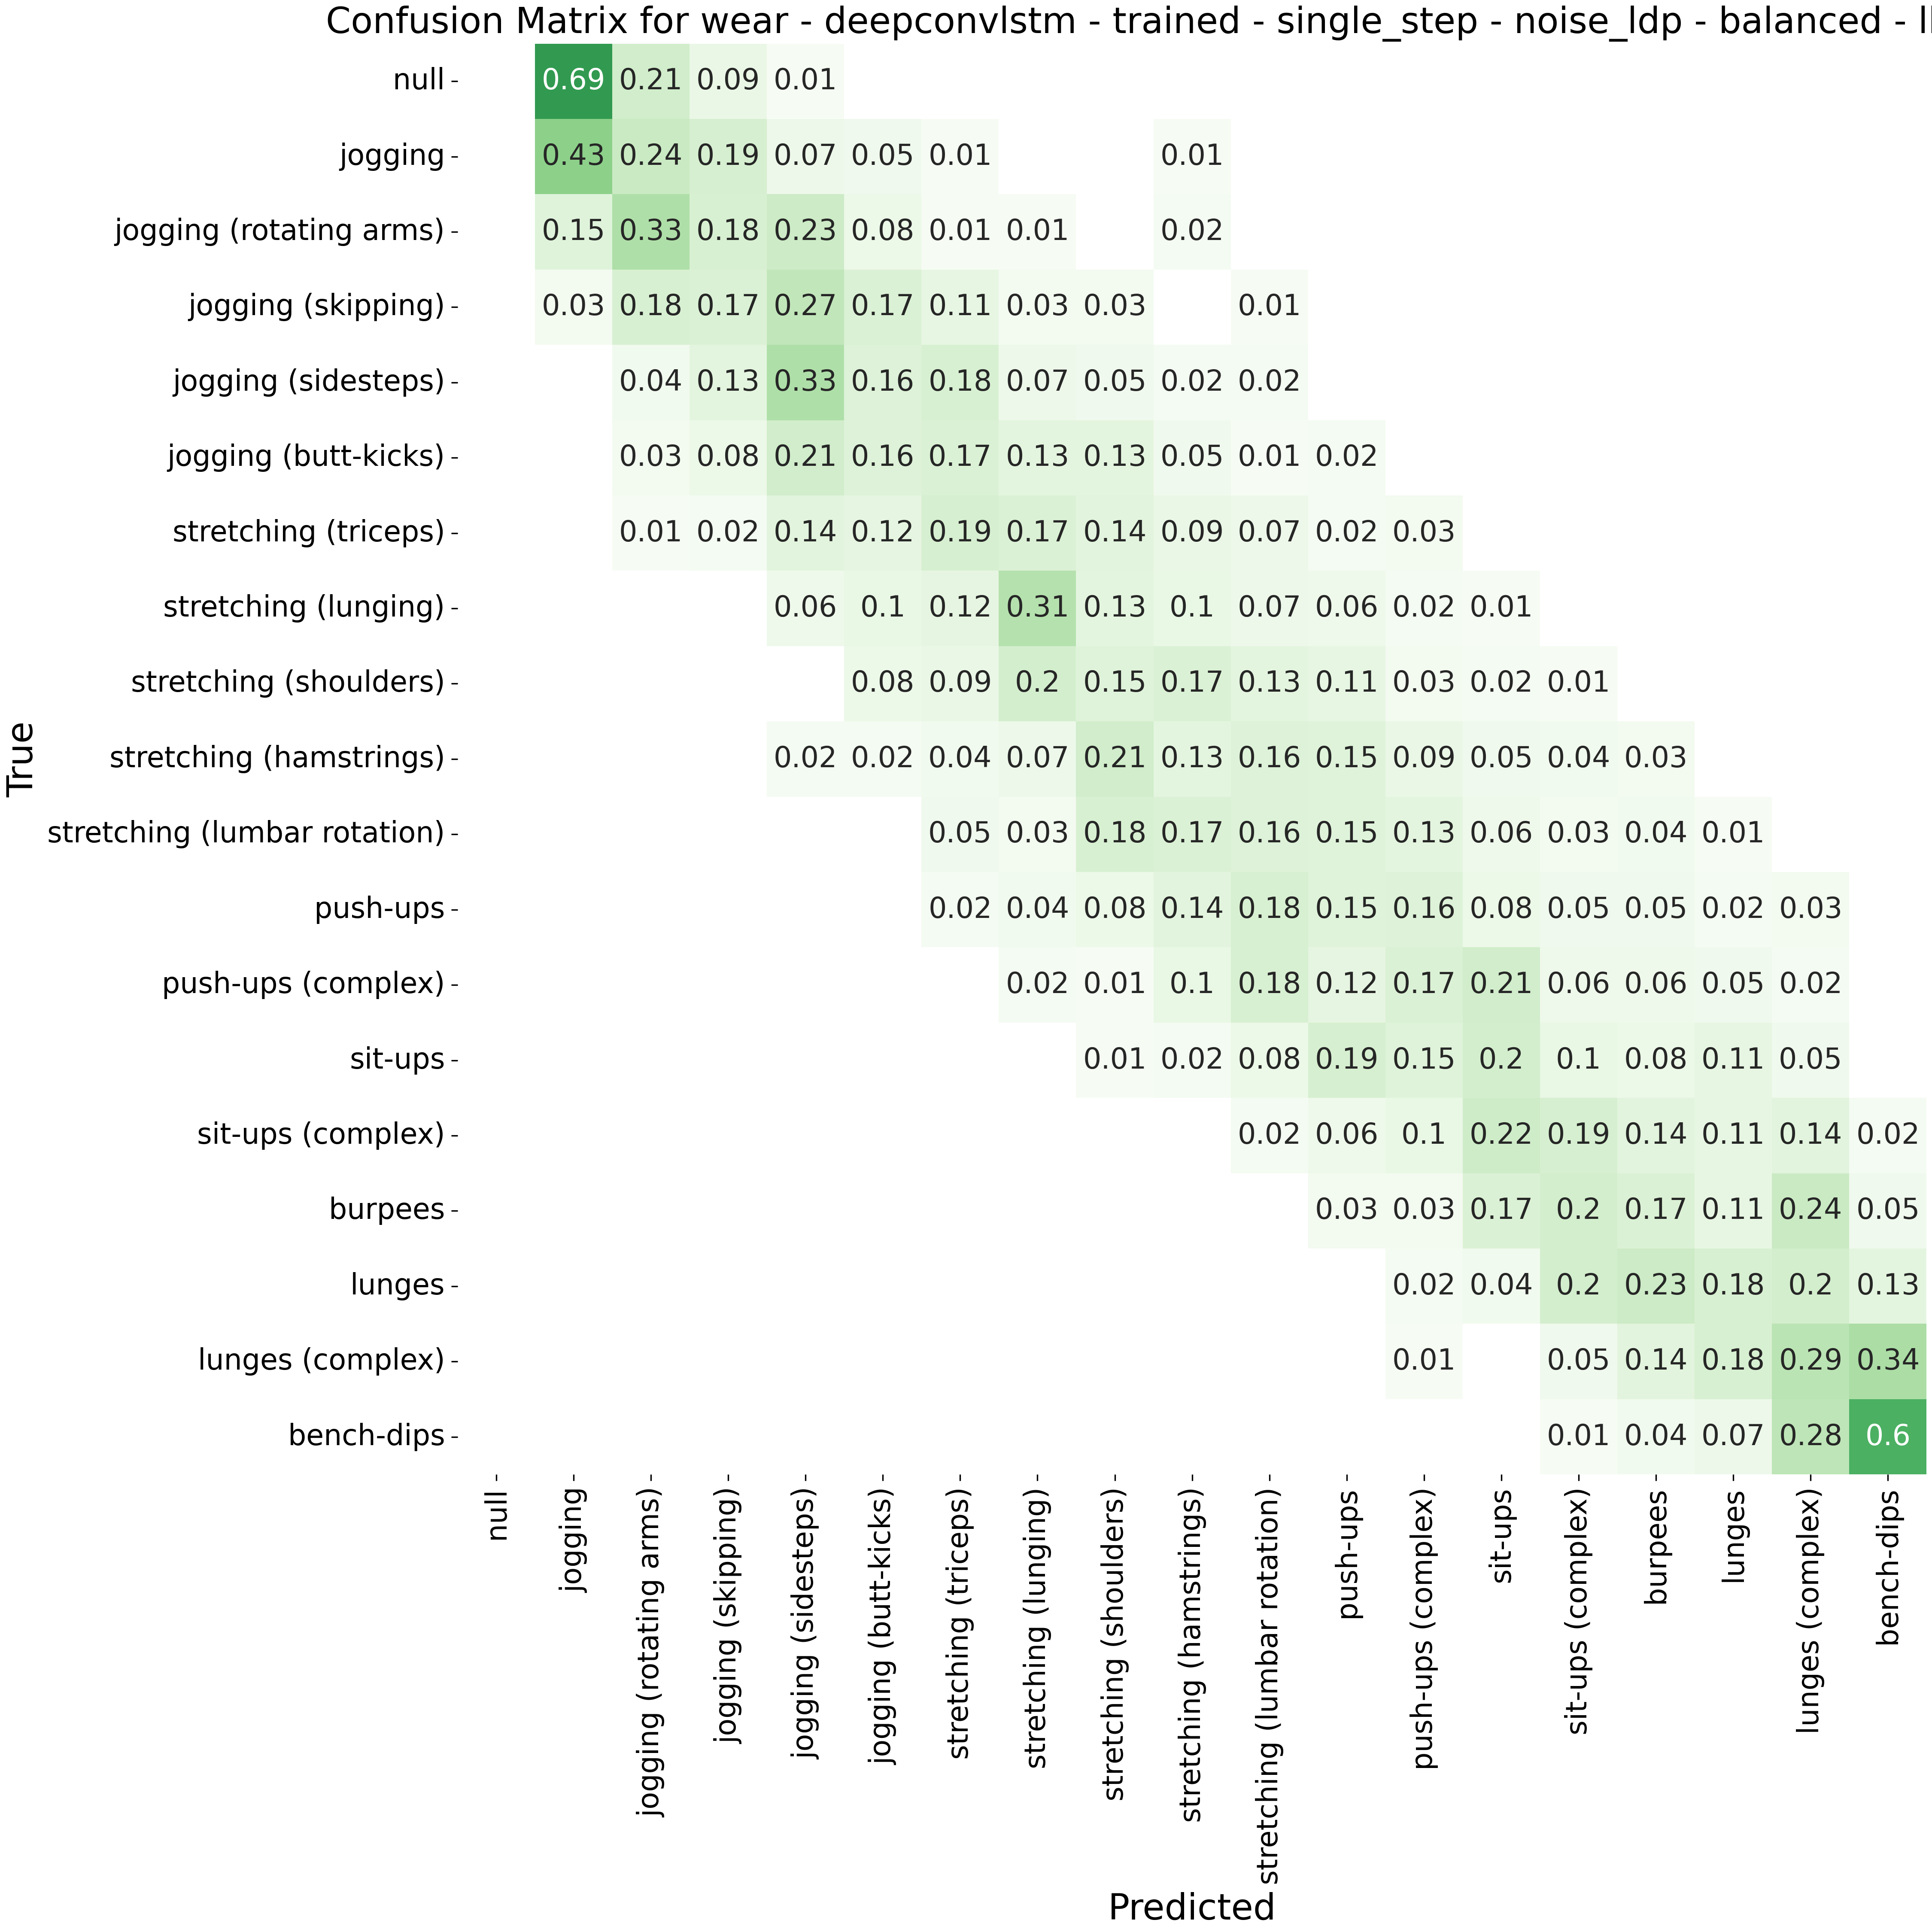 Confusion Matrix for wear - deepconvlstm - trained - single_step - noise_ldp - balanced -
null 0.69 0.21 0.09 0.01
jogging 0.43 0.24 0.19 0.07 0.05 0.01 0.01
jogging (rotating arms) 0.15 0.33 0.18 0.23 0.08 0.01 0.01 0.02
jogging (skipping) 0.03 0.18 0.17 0.27 0.17 0.11 0.03 0.03 0.01
jogging (sidesteps) 0.04 0.13 0.33 0.16 0.18 0.07 0.05 0.02 0.02
jogging (butt-kicks) 0.03 0.08 0.21 0.16 0.17 0.13 0.13 0.05 0.01 0.02
stretching (triceps) 0.01 0.02 0.14 0.12 0.19 0.17 0.14 0.09 0.07 0.02 0.03
stretching (lunging) 0.06 0.1 0.12 0.31 0.13 0.1 0.07 0.06 0.02 0.01
stretching (shoulders) 0.08 0.09 0.2 0.15 0.17 0.13 0.11 0.03 0.02 0.01
stretching (hamstrings) 0.02 0.02 0.04 0.07 0.21 0.13 0.16 0.15 0.09 0.05 0.04 0.03
stretching (lumbar rotation) 0.05 0.03 0.18 0.17 0.16 0.15 0.13 0.06 0.03 0.04 0.01
push-ups 0.02 0.04 0.08 0.14 0.18 0.15 0.16 0.08 0.05 0.05 0.02 0.03
push-ups (complex) 0.02 0.01 0.1 0.18 0.12 0.17 0.21 0.06 0.06 0.05 0.02
sit-ups 0.01 0.02 0.08 0.19 0.15 0.2 0.1 0.08 0.11 0.05
sit-ups (complex) 0.02 0.06 0.1 0.22 0.19 0.14 0.11 0.14 0.02
burpees 0.03 0.03 0.17 0.2 0.17 0.11 0.24 0.05
lunges 0.02 0.04 0.2 0.23 0.18 0.2 0.13
lunges (complex) 0.01 0.05 0.14 0.18 0.29 0.34
bench-dips 0.01 0.04 0.07 0.28 0.6
True
null
jogging
jogging (rotating arms)
jogging (skipping)
jogging (sidesteps)
jogging (butt-kicks)
stretching (triceps)
stretching (lunging)
stretching (shoulders)
stretching (hamstrings)
stretching (lumbar rotation)
push-ups
push-ups (complex)
sit-ups
sit-ups (complex)
burpees
lunges
lunges (complex)
bench-dips
Predicted